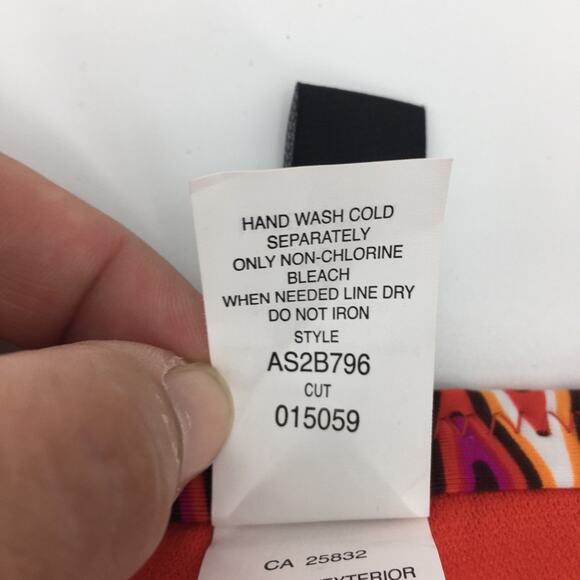 HAND WASH COLD
SEPARATELY
ONLY NON-CHLORINE
BLEACH
WHEN NEEDED LINE DRY
DO NOT IRON
STYLE
AS2B796
CUT
015059
CA 25832
EXTERIOR